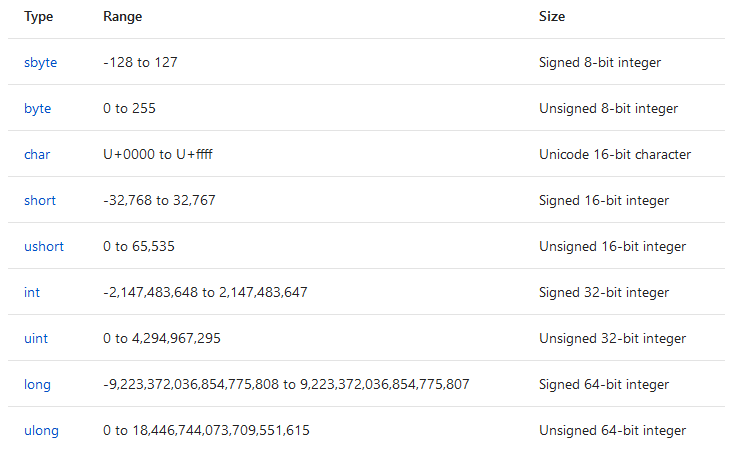 Type Range Size
sbyte -128 to 127 Signed 8-bit integer
byte 0 to 255 Unsigned 8-bit integer
char U+0000 to U+ffff Unicode 16-bit character
short -32,768 to 32,767 Signed 16-bit integer
ushort 0 to 65,535 Unsigned 16-bit integer
int -2,147,483,648 to 2,147,483,647 Signed 32-bit integer
uint 0 to 4,294,967,295 Unsigned 32-bit integer
long -9,223,372,036,854,775,808 to 9,223,372,036,854,775,807 Signed 64-bit integer
ulong 0 to 18,446,744,073,709,551,615 Unsigned 64-bit integer